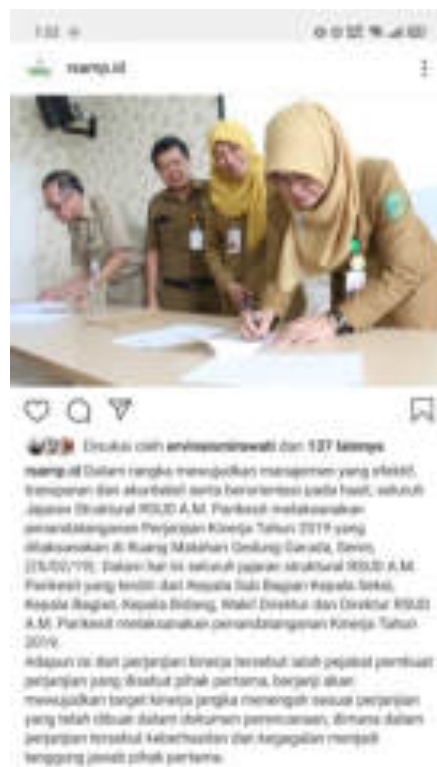 rsamp.id
Disukai oleh ervinaismirawati dan 127 lainnya
rsamp.id Dalam rangka mewujudkan manajemen yang efektif,
transparan dan akuntabel serta berorientasi pada hasil, seluruh
Jajaran Struktural RSUD A.M. Parikesit melaksanakan
penandatanganan Perjanjian Kinerja Tahun 2019 yang
dilaksanakan di Ruang Gedung Garuda, Senin,
(25/02/19). Dalam hal ini seluruh jajaran struktural RSUD A.M.
Parikesit yang terdiri dari Kepala Sub Bagian Kepala Seksi,
Kepala Bagian, Kepala Bidang, Wakil Direktur dan Direktur RSUD
A.M. Parikesit melaksanakan penandatanganan Kinerja Tahun
2019.
Adapun isi dari perjanjian kinerja tersebut ialah pejabat pembuat
perjanjian yang disebut pihak pertama, berjanji akan
mewujudkan target kinerja jangka menengah sesuai perjanjian
yang telah dibuat dalam dokumen perencanaan, dimana dalam
perjanjian tersebut keberhasilan dan kegagalan menjadi
tanggung jawab pihak pertama.